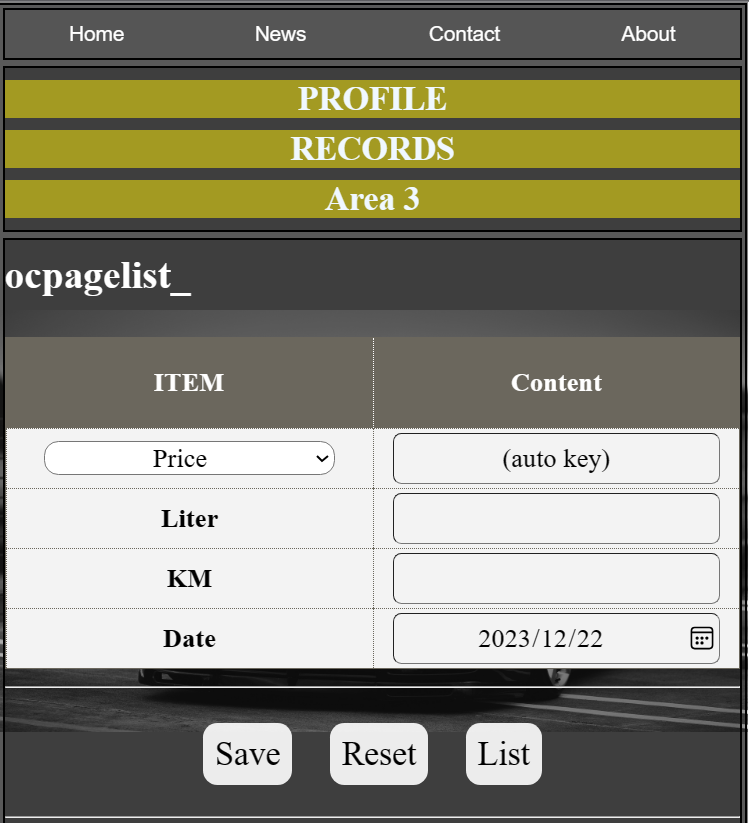 Home News Contact About
PROFILE
RECORDS
Area 3
ocpagelist_
ITEM Content
Price (auto key)
Liter
KM
Date 2023/12/22
Save Reset List